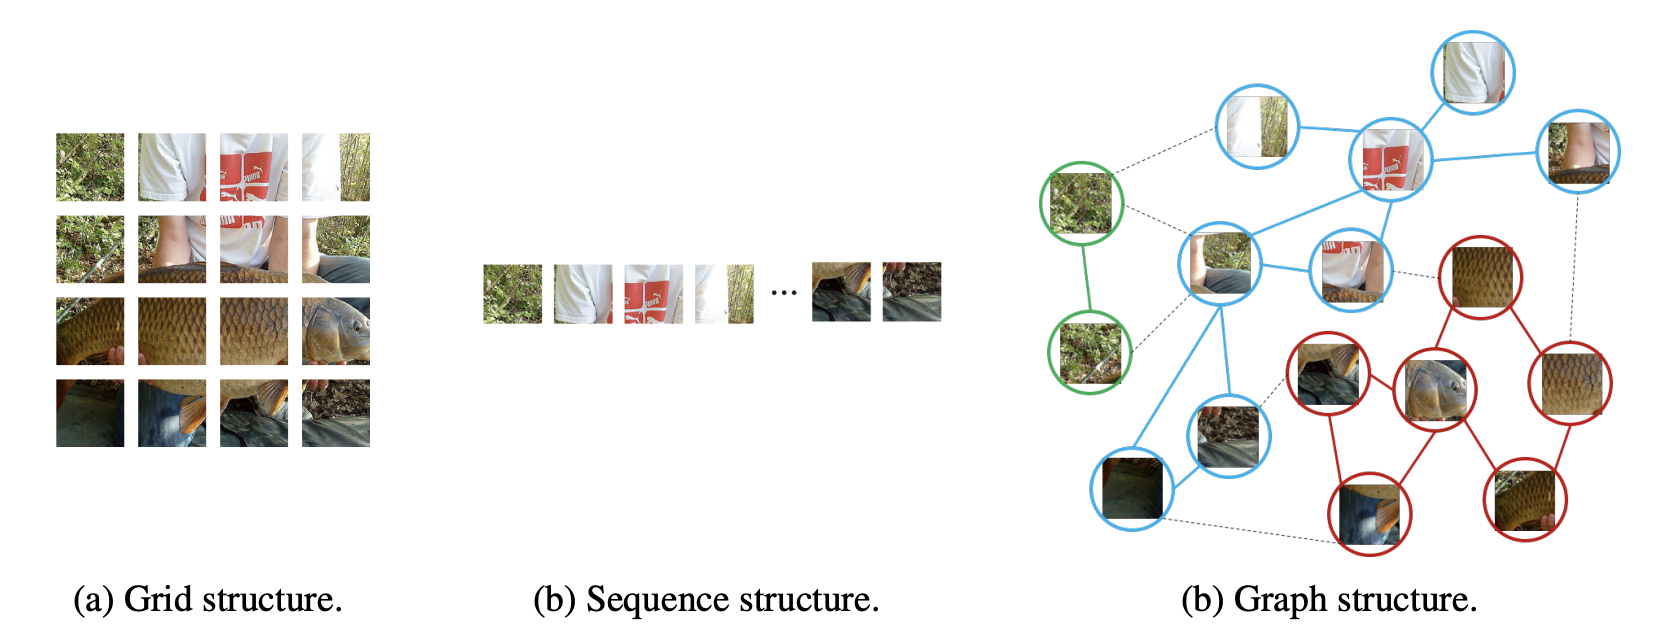 (a) Grid structure.
(b) Sequence structure.
(b) Graph structure.